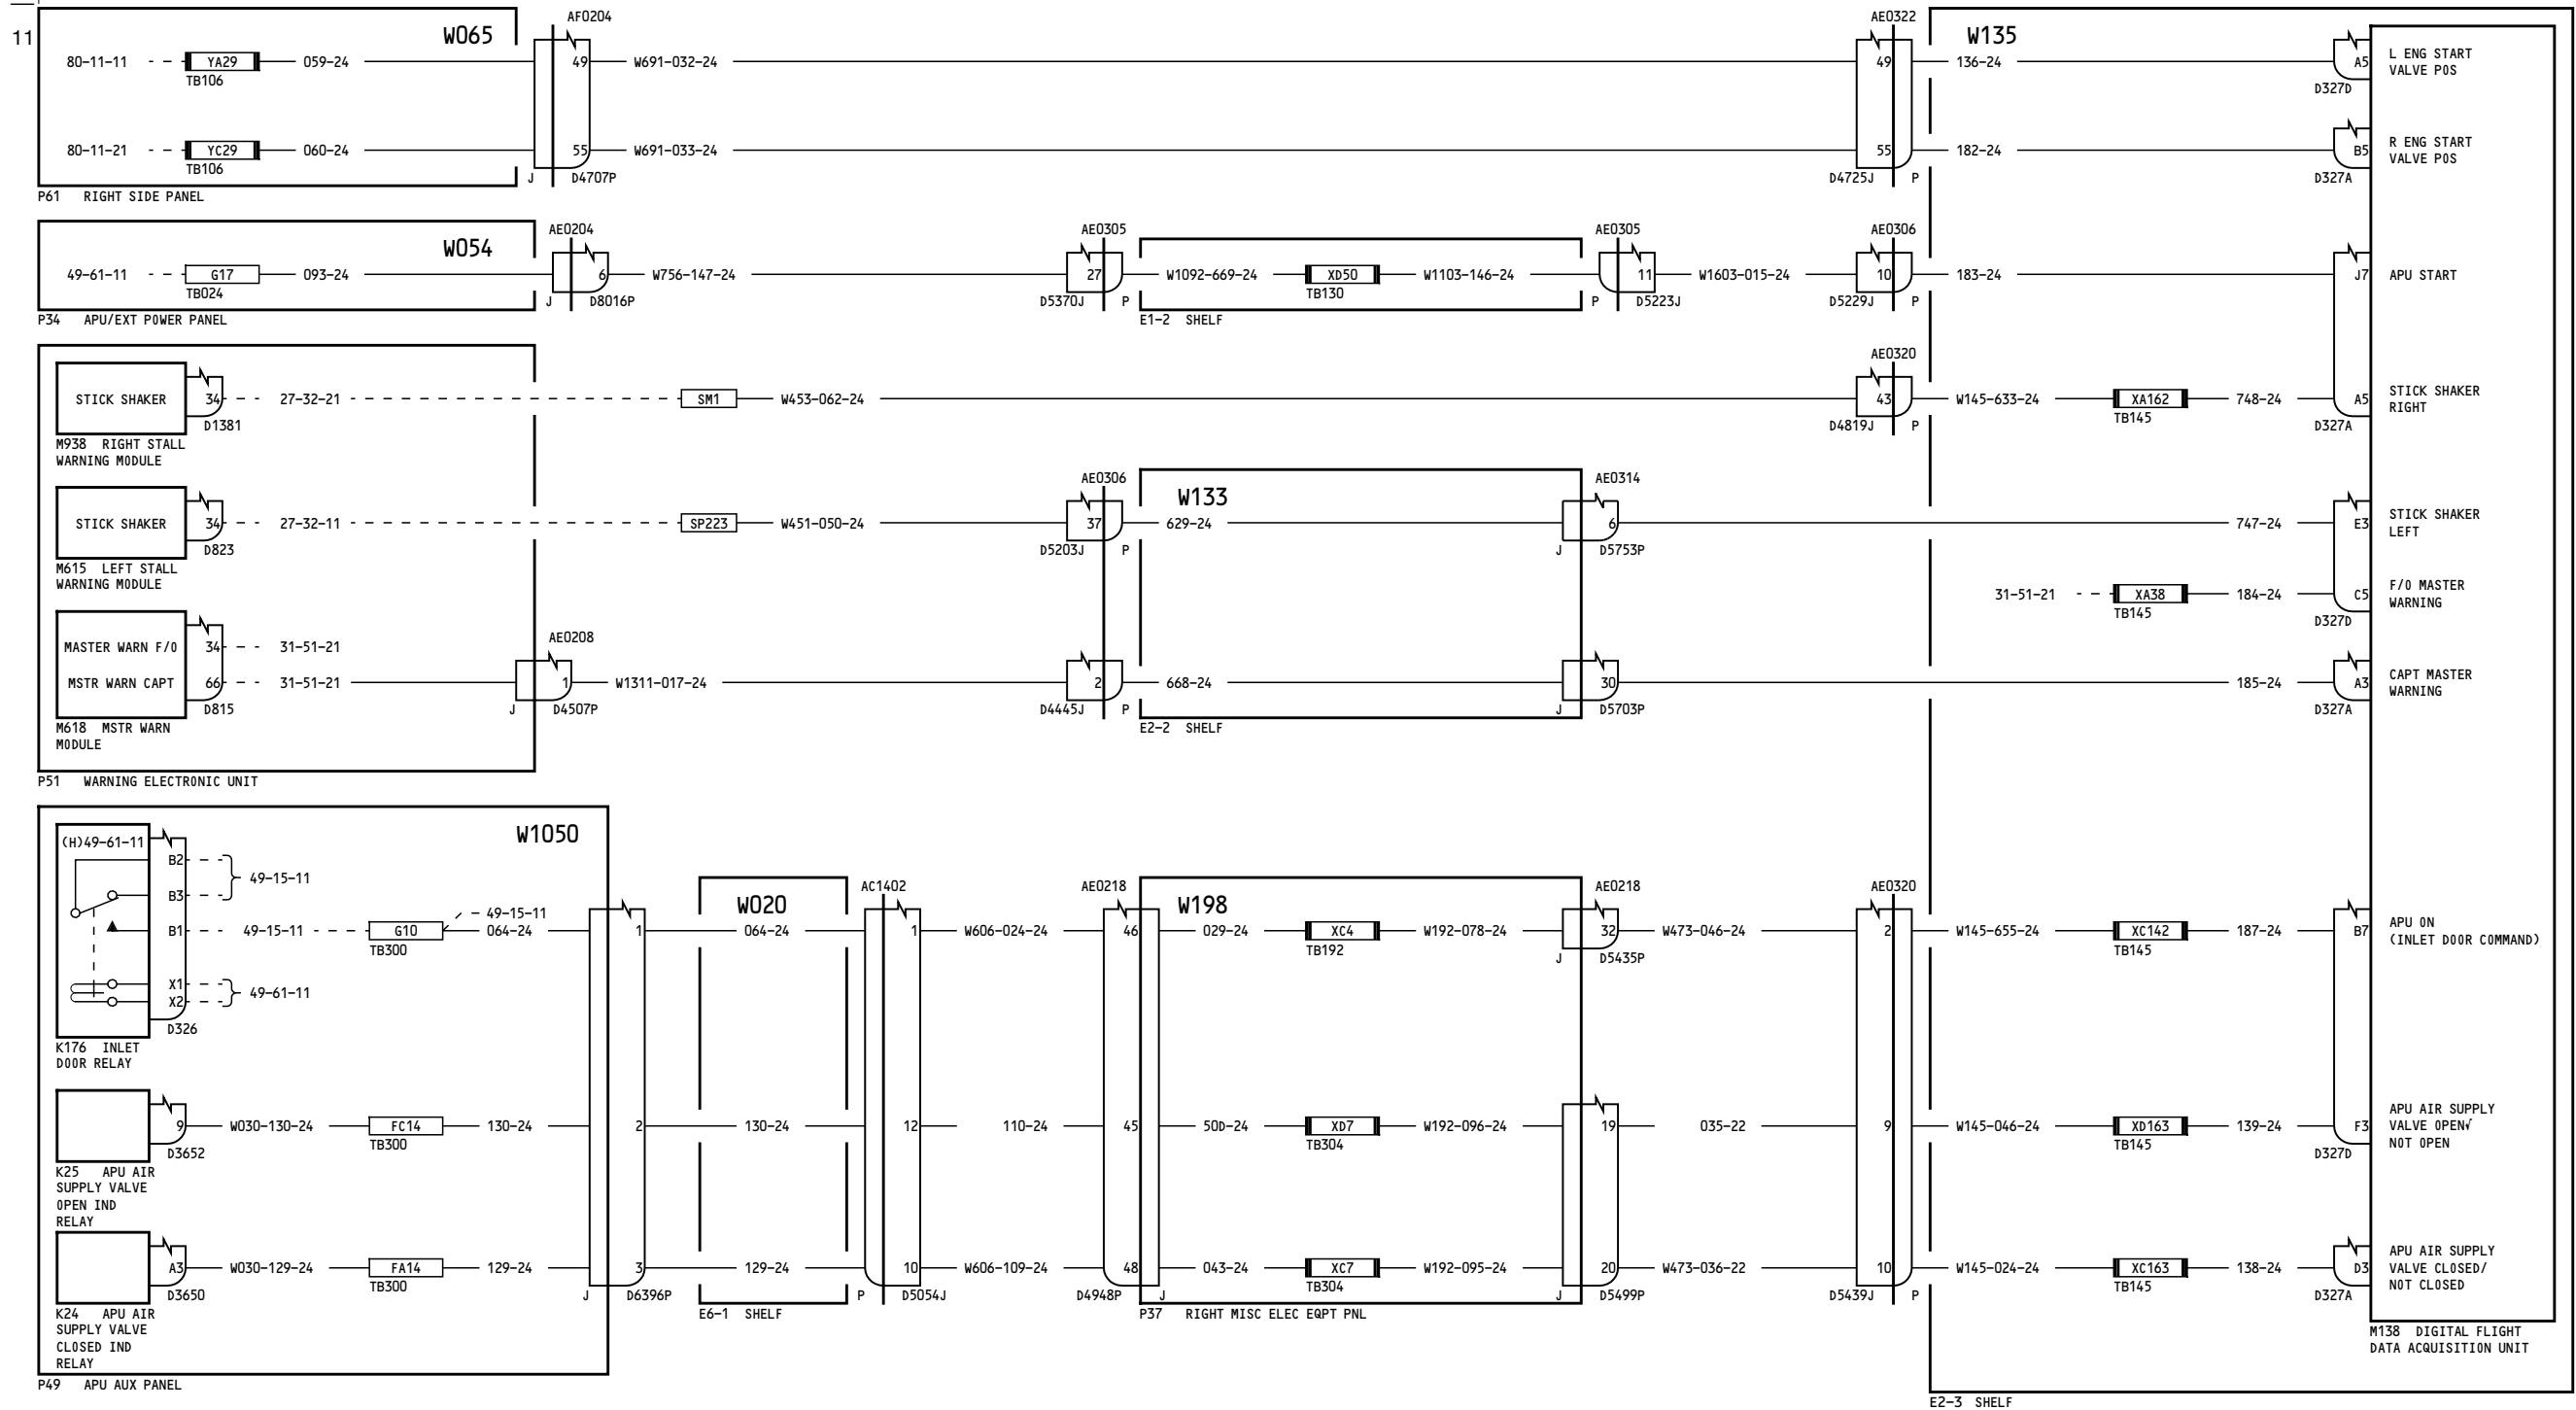 11
W065
80-11-11 YA29 059-24
TB106
80-11-21 YC29 060-24
TB106
P61 RIGHT SIDE PANEL
AF0204
49 W691-032-24
55 W691-033-24
J D4707P
AE0322
49
55
D4725J P
W135
136-24
182-24
A5 L ENG START
VALVE POS
D327D
B5 R ENG START
VALVE POS
D327A
W054
49-61-11 G17 093-24
TB024
P34 APU/EXT POWER PANEL
AE0204
6 W756-147-24
J D8016P
AE0305
27
D5370J P
W1092-669-24 XD50 W1103-146-24
TB130
E1-2 SHELF
AE0305
11 W1603-015-24
P D5223J
AE0306
10 183-24
D5229J P
J7 APU START
STICK SHAKER 34 27-32-21 SM1 W453-062-24
D1381
M938 RIGHT STALL
WARNING MODULE
AE0320
43 W145-633-24 XA162 748-24
D4819J P TB145
A5 STICK SHAKER
RIGHT
D327A
STICK SHAKER 34 27-32-11 SP223 W451-050-24
D823
M615 LEFT STALL
WARNING MODULE
AE0306
37
D5203J P
W133
629-24
AE0314
6 747-24
J D5753P
E3 STICK SHAKER
LEFT
31-51-21 XA38 184-24
TB145
C5 F/O MASTER
WARNING
D327D
MASTER WARN F/O 34 31-51-21
MSTR WARN CAPT 66 31-51-21
D815
M618 MSTR WARN
MODULE
P51 WARNING ELECTRONIC UNIT
AE0208
1 W1311-017-24
J D4507P
2 668-24
D4445J P
E2-2 SHELF
30 185-24
J D5703P
A3 CAPT MASTER
WARNING
D327A
W1050
(H)49-61-11
B2
B3
49-15-11
B1 49-15-11 G10 064-24
TB300
49-15-11
X1
X2
49-61-11
D326
K176 INLET
DOOR RELAY
9 W030-130-24 FC14 130-24
D3652 TB300
K25 APU AIR
SUPPLY VALVE
OPEN IND
RELAY
A3 W030-129-24 FA14 129-24
D3650 TB300
K24 APU AIR
SUPPLY VALVE
CLOSED IND
RELAY
P49 APU AUX PANEL
1
2
3
J D6396P
W020
064-24
130-24
129-24
E6-1 SHELF
AC1402
1 W606-024-24
12 110-24
10 W606-109-24
P D5054J
AE0218
46
45
48
D4948P J
W198
029-24 XC4 W192-078-24
TB192
50D-24 XD7 W192-096-24
TB304
043-24 XC7 W192-095-24
TB304
P37 RIGHT MISC ELEC EQPT PNL
AE0218
32 W473-046-24
J D5435P
19 035-22
20 W473-036-22
J D5499P
AE0320
2 W145-655-24 XC142 187-24
TB145
9 W145-046-24 XD163 139-24
TB145
10 W145-024-24 XC163 138-24
D5439J P TB145
B7 APU ON
(INLET DOOR COMMAND)
F3 APU AIR SUPPLY
VALVE OPEN/
NOT OPEN
D327D
D3 APU AIR SUPPLY
VALVE CLOSED/
NOT CLOSED
D327A
M138 DIGITAL FLIGHT
DATA ACQUISITION UNIT
E2-3 SHELF